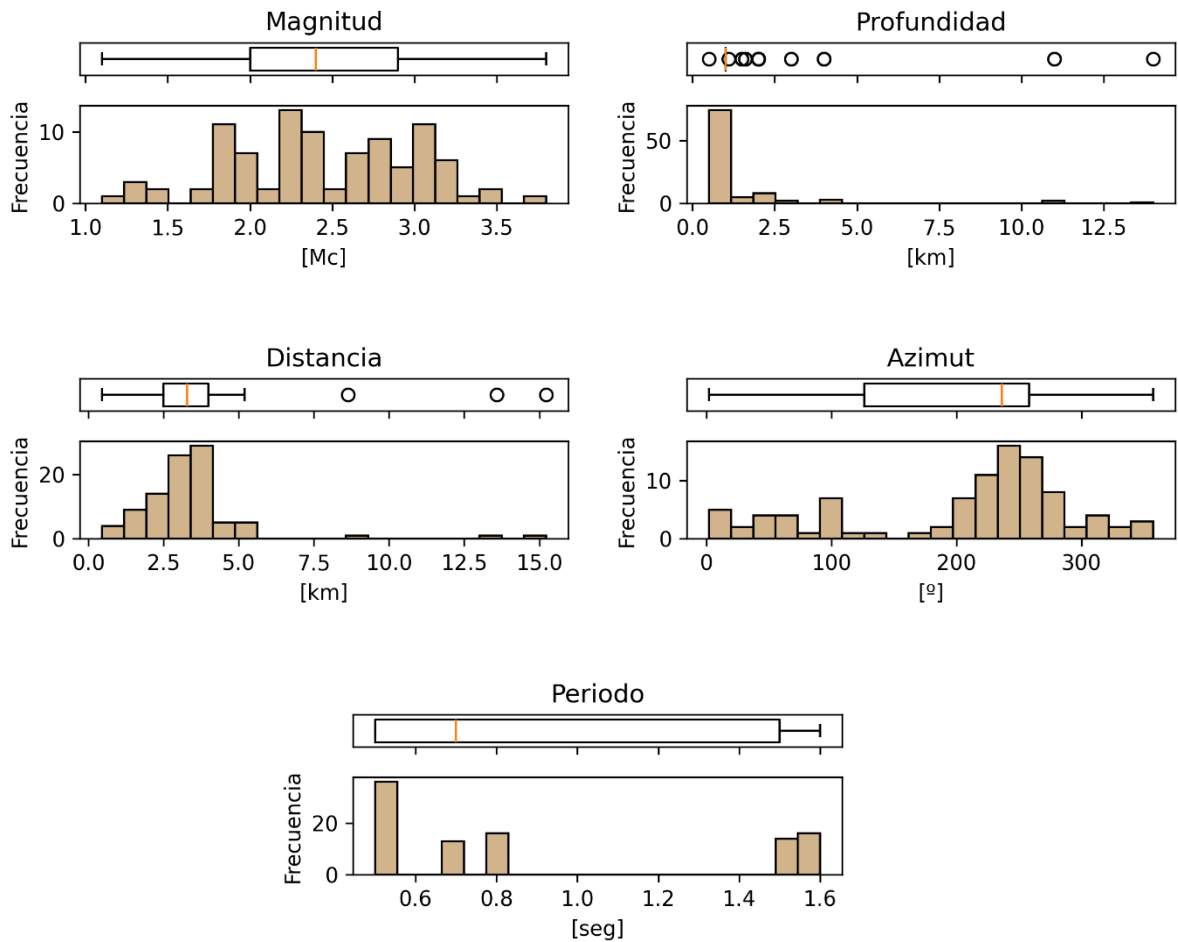 Magnitud
Frecuencia
10
0
1.0 1.5 2.0 2.5 3.0 3.5
[Mc]
Profundidad
Frecuencia
50
0
0.0 2.5 5.0 7.5 10.0 12.5
[km]
Distancia
Frecuencia
20
0
0.0 2.5 5.0 7.5 10.0 12.5 15.0
[km]
Azimut
Frecuencia
10
0
0 100 200 300
[º]
Periodo
Frecuencia
20
0
0.6 0.8 1.0 1.2 1.4 1.6
[seg]